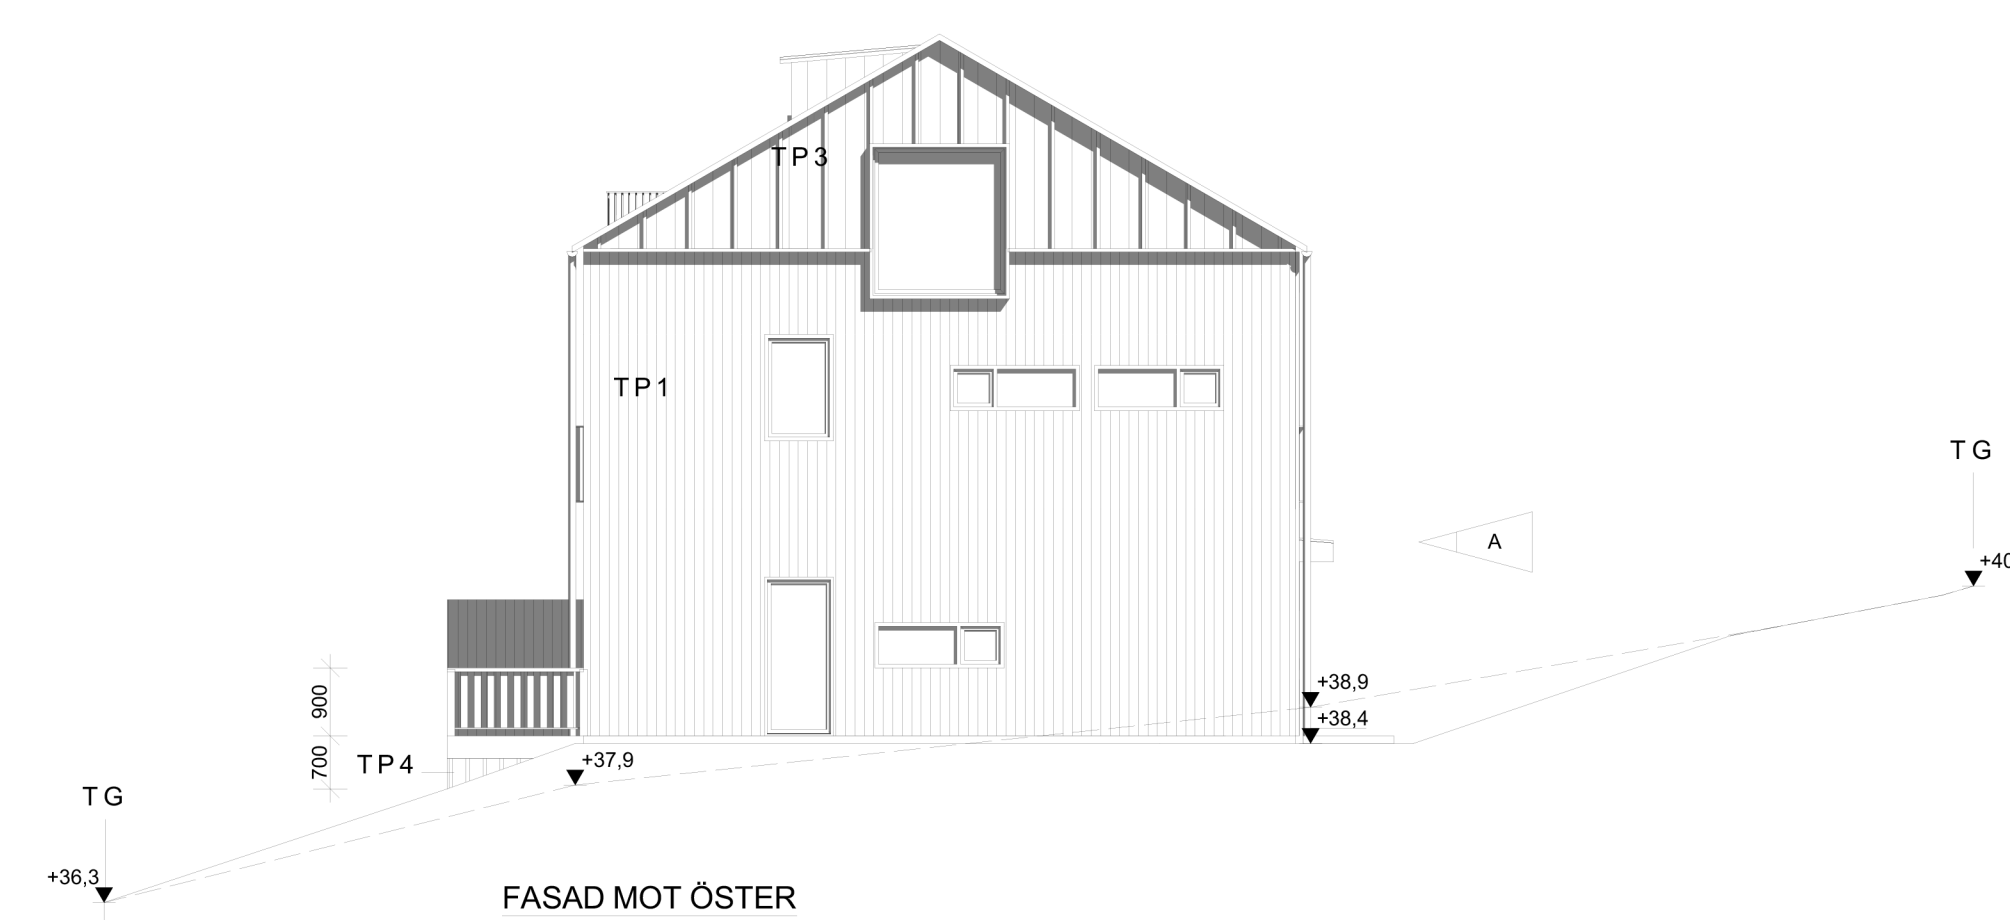 TP3
TP1
TG
A
+40
+38,9
+38,4
900
700
TP4
+37,9
TG
+36,3
FASAD MOT ÖSTER